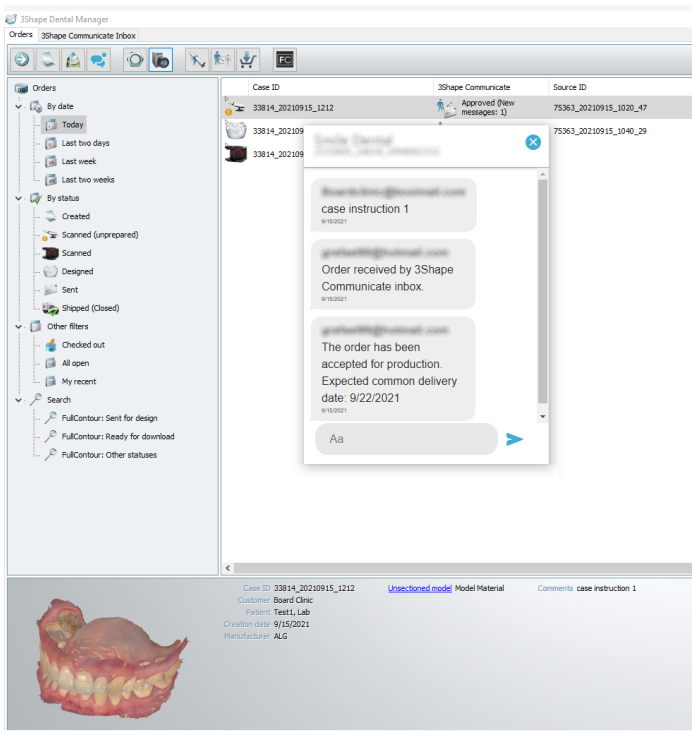 3Shape Dental Manager
Orders 3Shape Communicate Inbox
FC
Orders
By date
Today
Last two days
Last week
Last two weeks
By status
Created
Scanned (unprepared)
Scanned
Designed
Sent
Shipped (Closed)
Other filters
Checked out
All open
My recent
Search
FullContour: Sent for design
FullContour: Ready for download
FullContour: Other statuses
Case ID 3Shape Communicate Source ID
33814_20210915_1212 Approved (New messages: 1) 75363_20210915_1020_47
33814_202109 75363_20210915_1040_29
33814_202109
Smile Dental
case instruction 1
9/15/2021
Order received by 3Shape
Communicate inbox.
9/15/2021
The order has been
accepted for production.
Expected common delivery
date: 9/22/2021
9/15/2021
Aa
Case ID 33814_20210915_1212 Unsectioned model Model Material Comments case instruction 1
Customer Board Clinic
Patient Test1, Lab
Creation date 9/15/2021
Manufacturer ALG